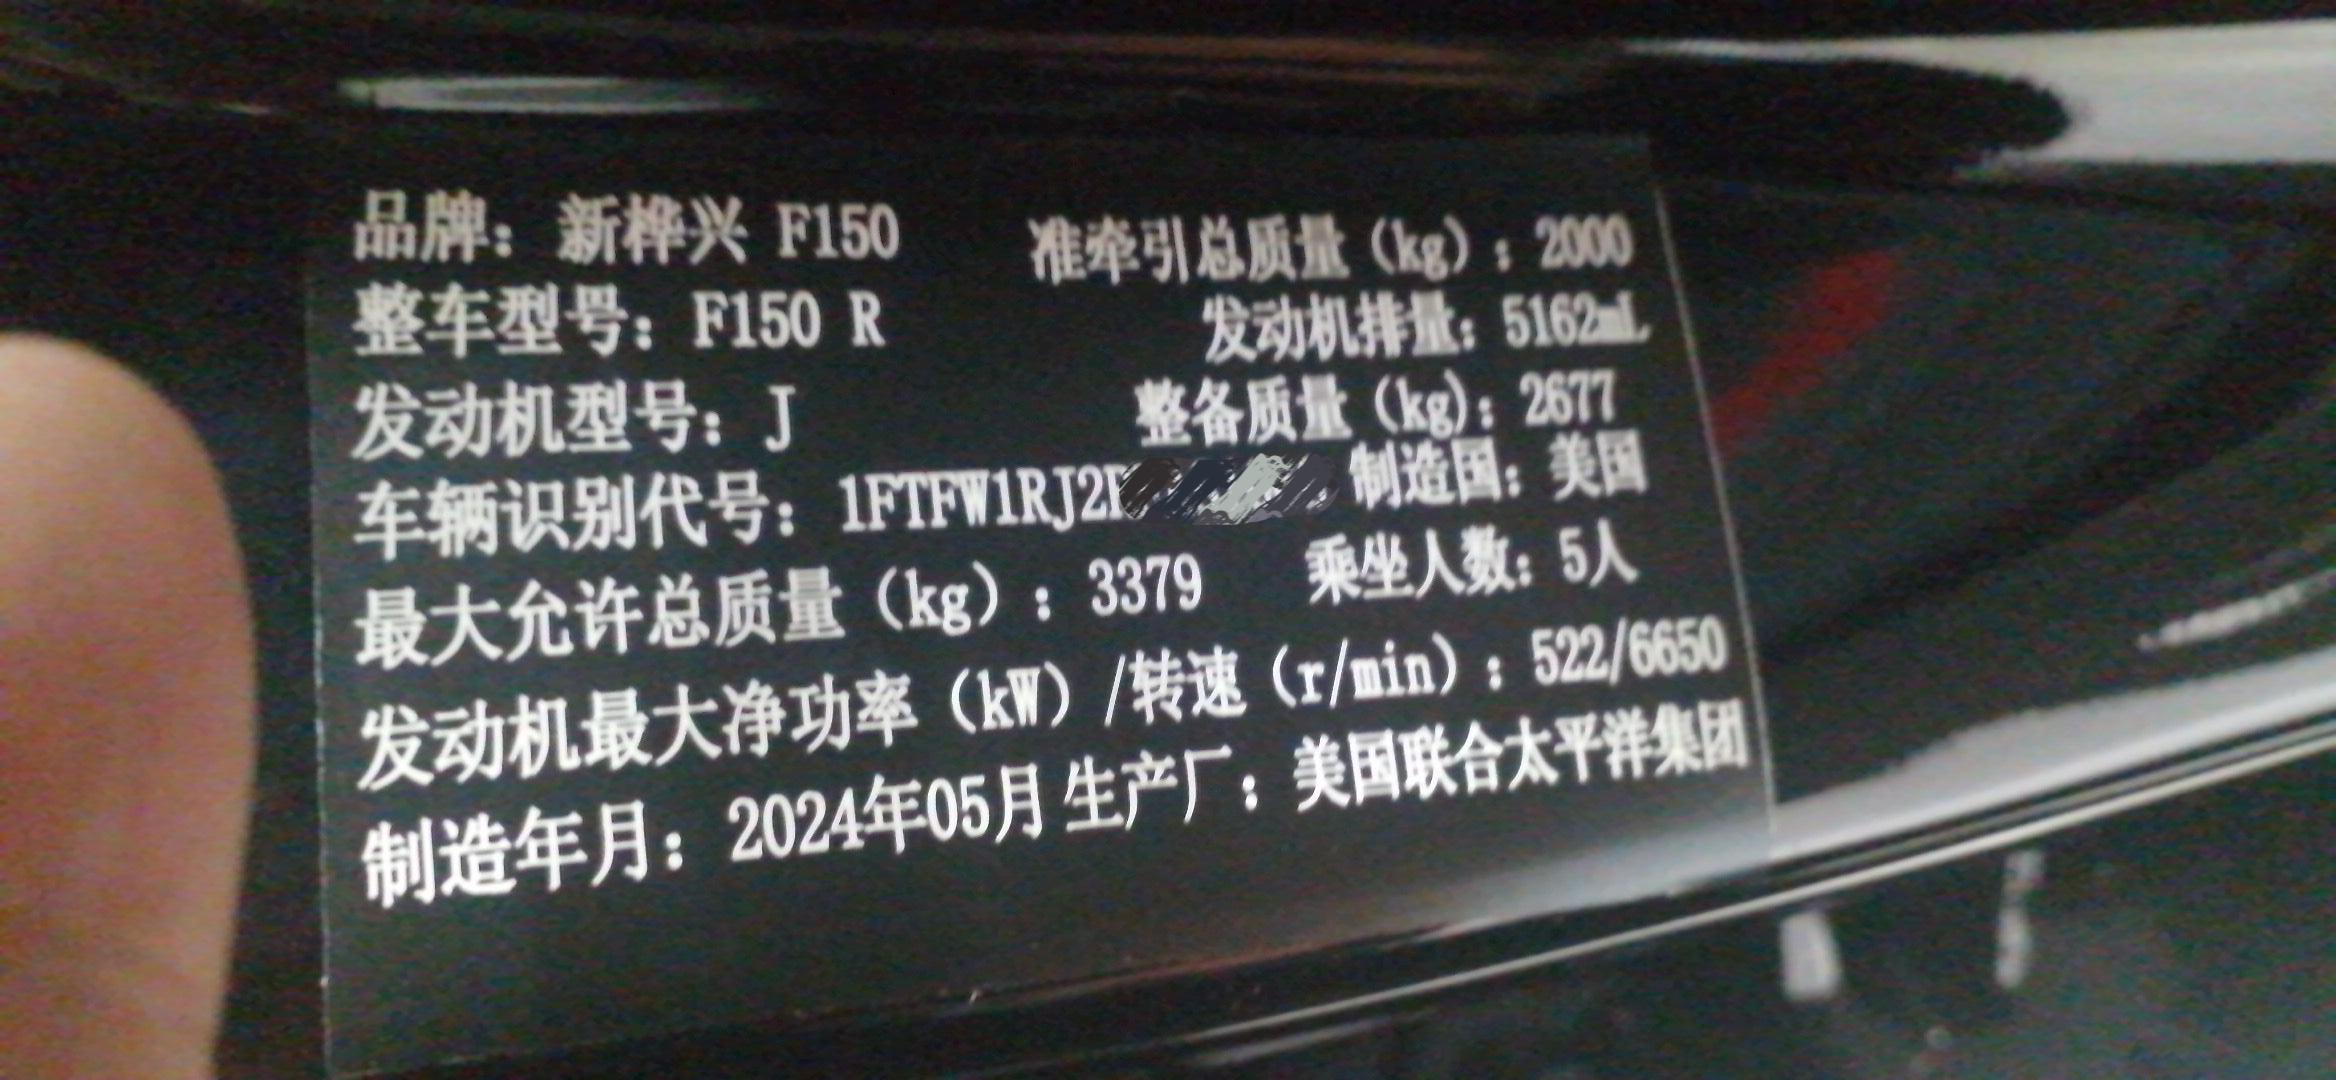 品牌：新桦兴 F150 准牵引总质量（kg）：2000
整车型号：F150 R 发动机排量：5162mL
发动机型号：J 整备质量（kg）：2677
车辆识别代号：1FTFW1RJ2 制造国：美国
最大允许总质量（kg）：3379 乘坐人数：5人
发动机最大净功率（kW）/转速（r/min）：522/6650
制造年月：2024年05月 生产厂：美国联合太平洋集团